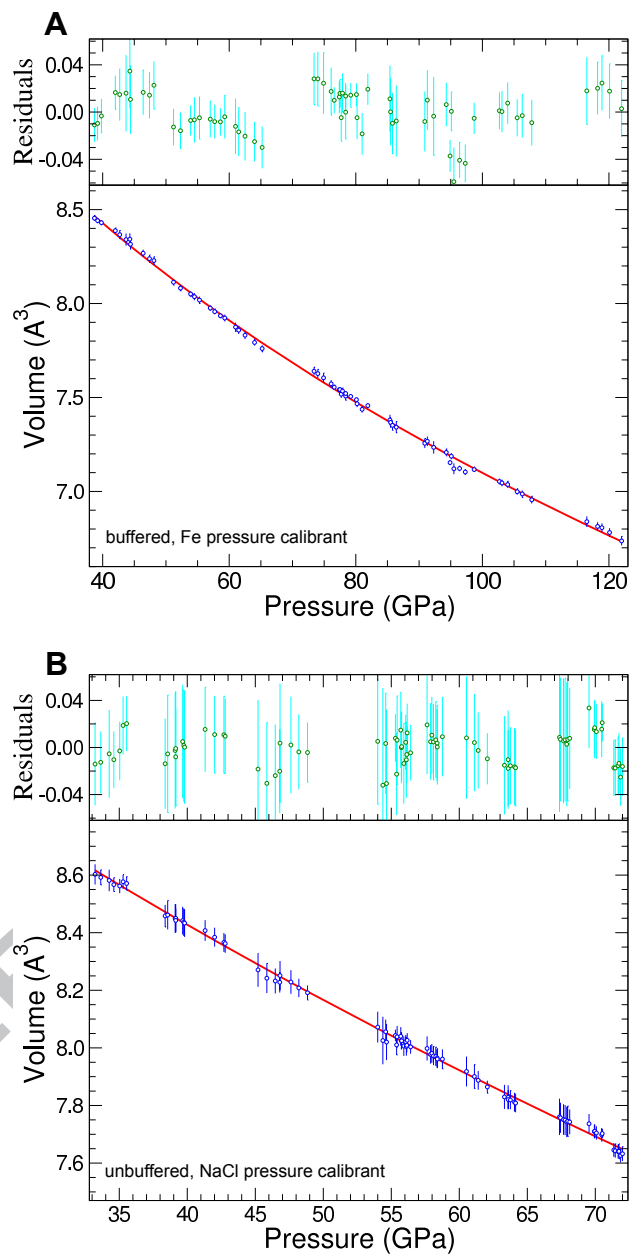 A
Residuals
0.04
0.00
-0.04
Volume (A3)
8.5
8.0
7.5
7.0
buffered, Fe pressure calibrant
40 60 80 100 120
Pressure (GPa)
B
Residuals
0.04
0.00
-0.04
Volume (A3)
8.6
8.4
8.2
8.0
7.8
7.6
unbuffered, NaCl pressure calibrant
35 40 45 50 55 60 65 70
Pressure (GPa)